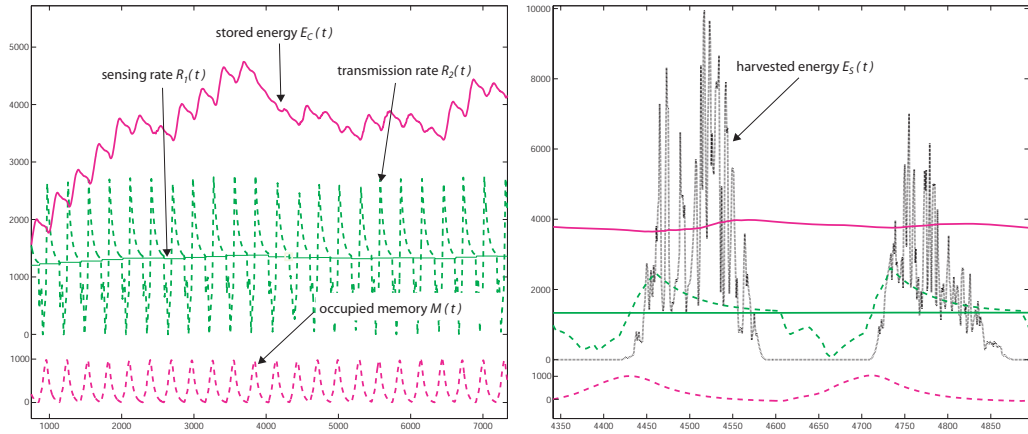 5000
4000
3000
2000
1000
0
1000
0
1000 2000 3000 4000 5000 6000 7000
stored energy E_C(t)
sensing rate R_1(t)
transmission rate R_2(t)
occupied memory M(t)
10000
8000
6000
4000
2000
0
1000
0
4350 4400 4450 4500 4550 4600 4650 4700 4750 4800 4850
harvested energy E_S(t)